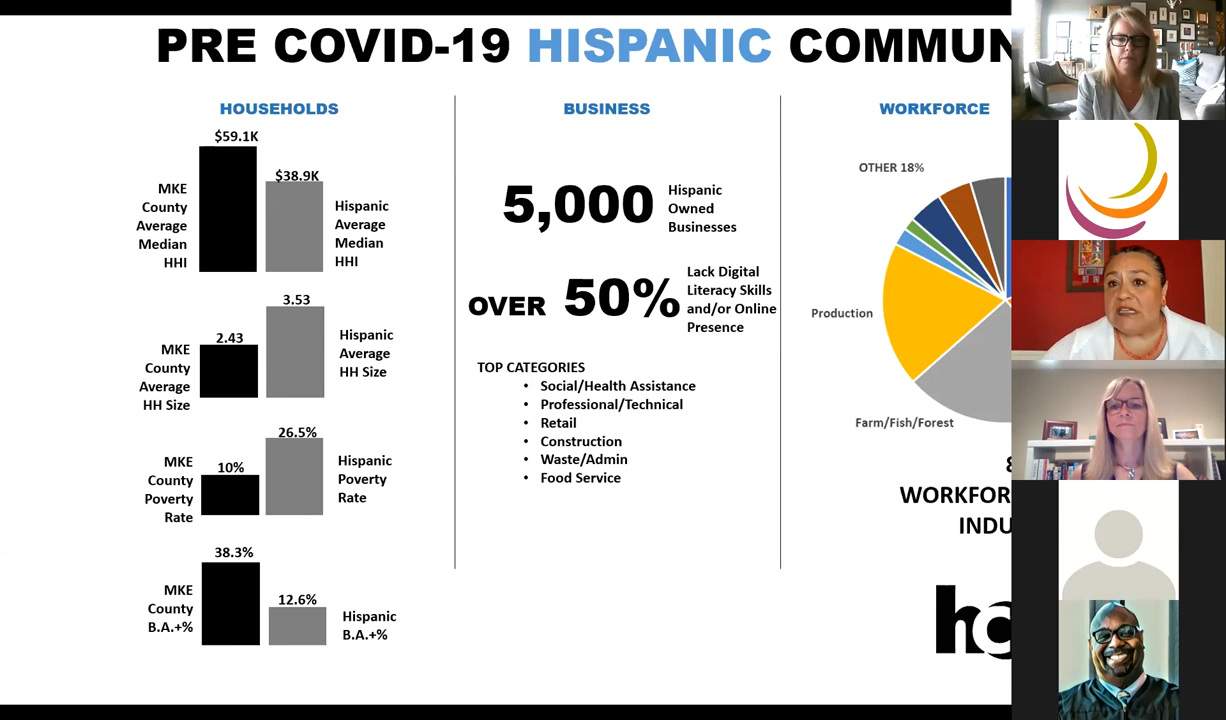 PRE COVID-19 HISPANIC COMMUN
HOUSEHOLDS
$59.1K
$38.9K
MKE
County
Average
Median
HHI
Hispanic
Average
Median
HHI
3.53
2.43
MKE
County
Average
HH Size
Hispanic
Average
HH Size
26.5%
10%
MKE
County
Poverty
Rate
Hispanic
Poverty
Rate
38.3%
12.6%
MKE
County
B.A.+%
Hispanic
B.A.+%
BUSINESS
5,000
Hispanic
Owned
Businesses
OVER 50%
Lack Digital
Literacy Skills
and/or Online
Presence
TOP CATEGORIES
• Social/Health Assistance
• Professional/Technical
• Retail
• Construction
• Waste/Admin
• Food Service
WORKFORCE
OTHER 18%
Production
Farm/Fish/Forest
WORKFOR
INDU
hc